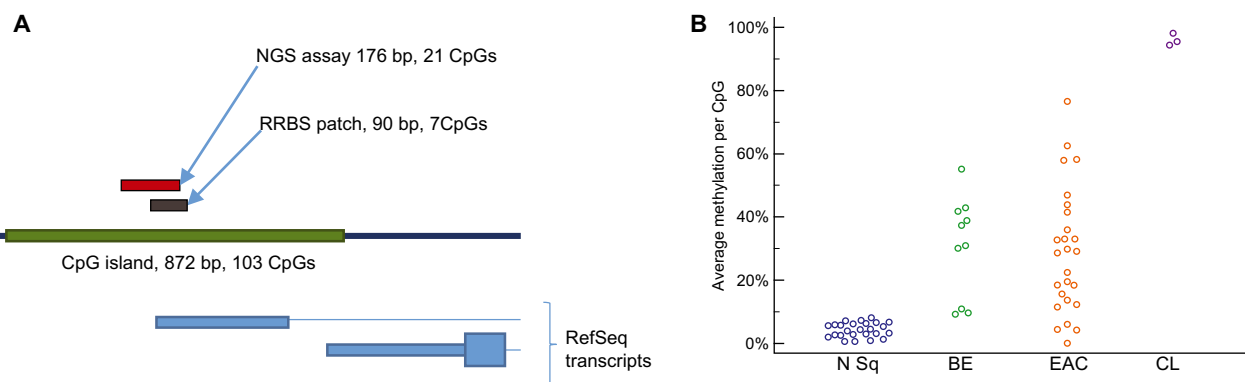 A
NGS assay 176 bp, 21 CpGs
RRBS patch, 90 bp, 7CpGs
CpG island, 872 bp, 103 CpGs
RefSeq
transcripts
B
Average methylation per CpG
100%
80%
60%
40%
20%
0%
N Sq
BE
EAC
CL